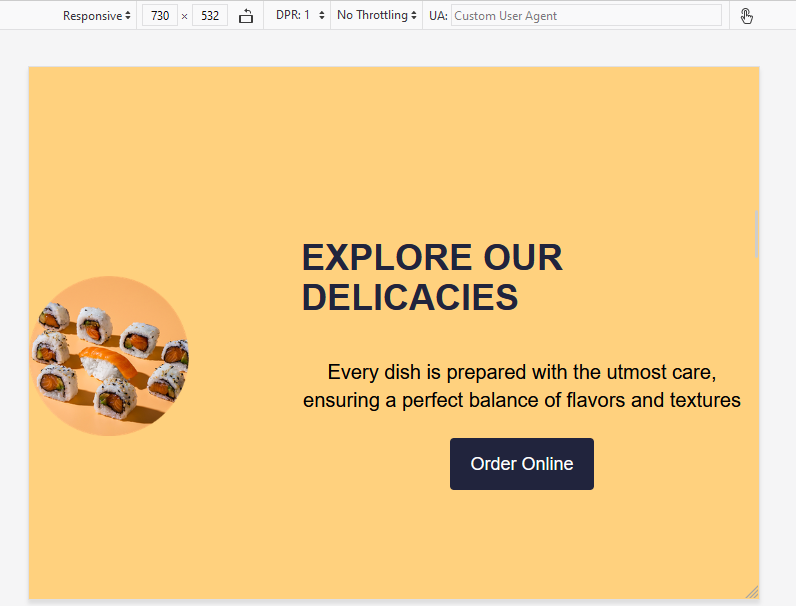 Responsive 730 × 532 DPR: 1 No Throttling UA: Custom User Agent
EXPLORE OUR
DELICACIES
Every dish is prepared with the utmost care,
ensuring a perfect balance of flavors and textures
Order Online